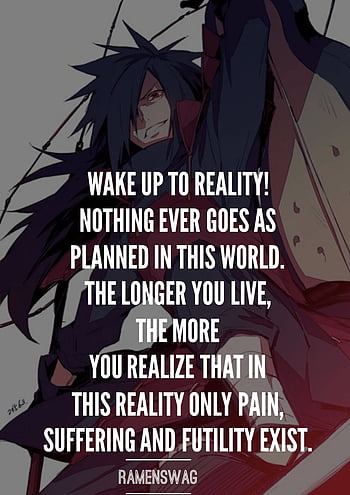 WAKE UP TO REALITY!
NOTHING EVER GOES AS
PLANNED IN THIS WORLD.
THE LONGER YOU LIVE,
THE MORE
YOU REALIZE THAT IN
THIS REALITY ONLY PAIN,
SUFFERING AND FUTILITY EXIST.
RAMENSWAG